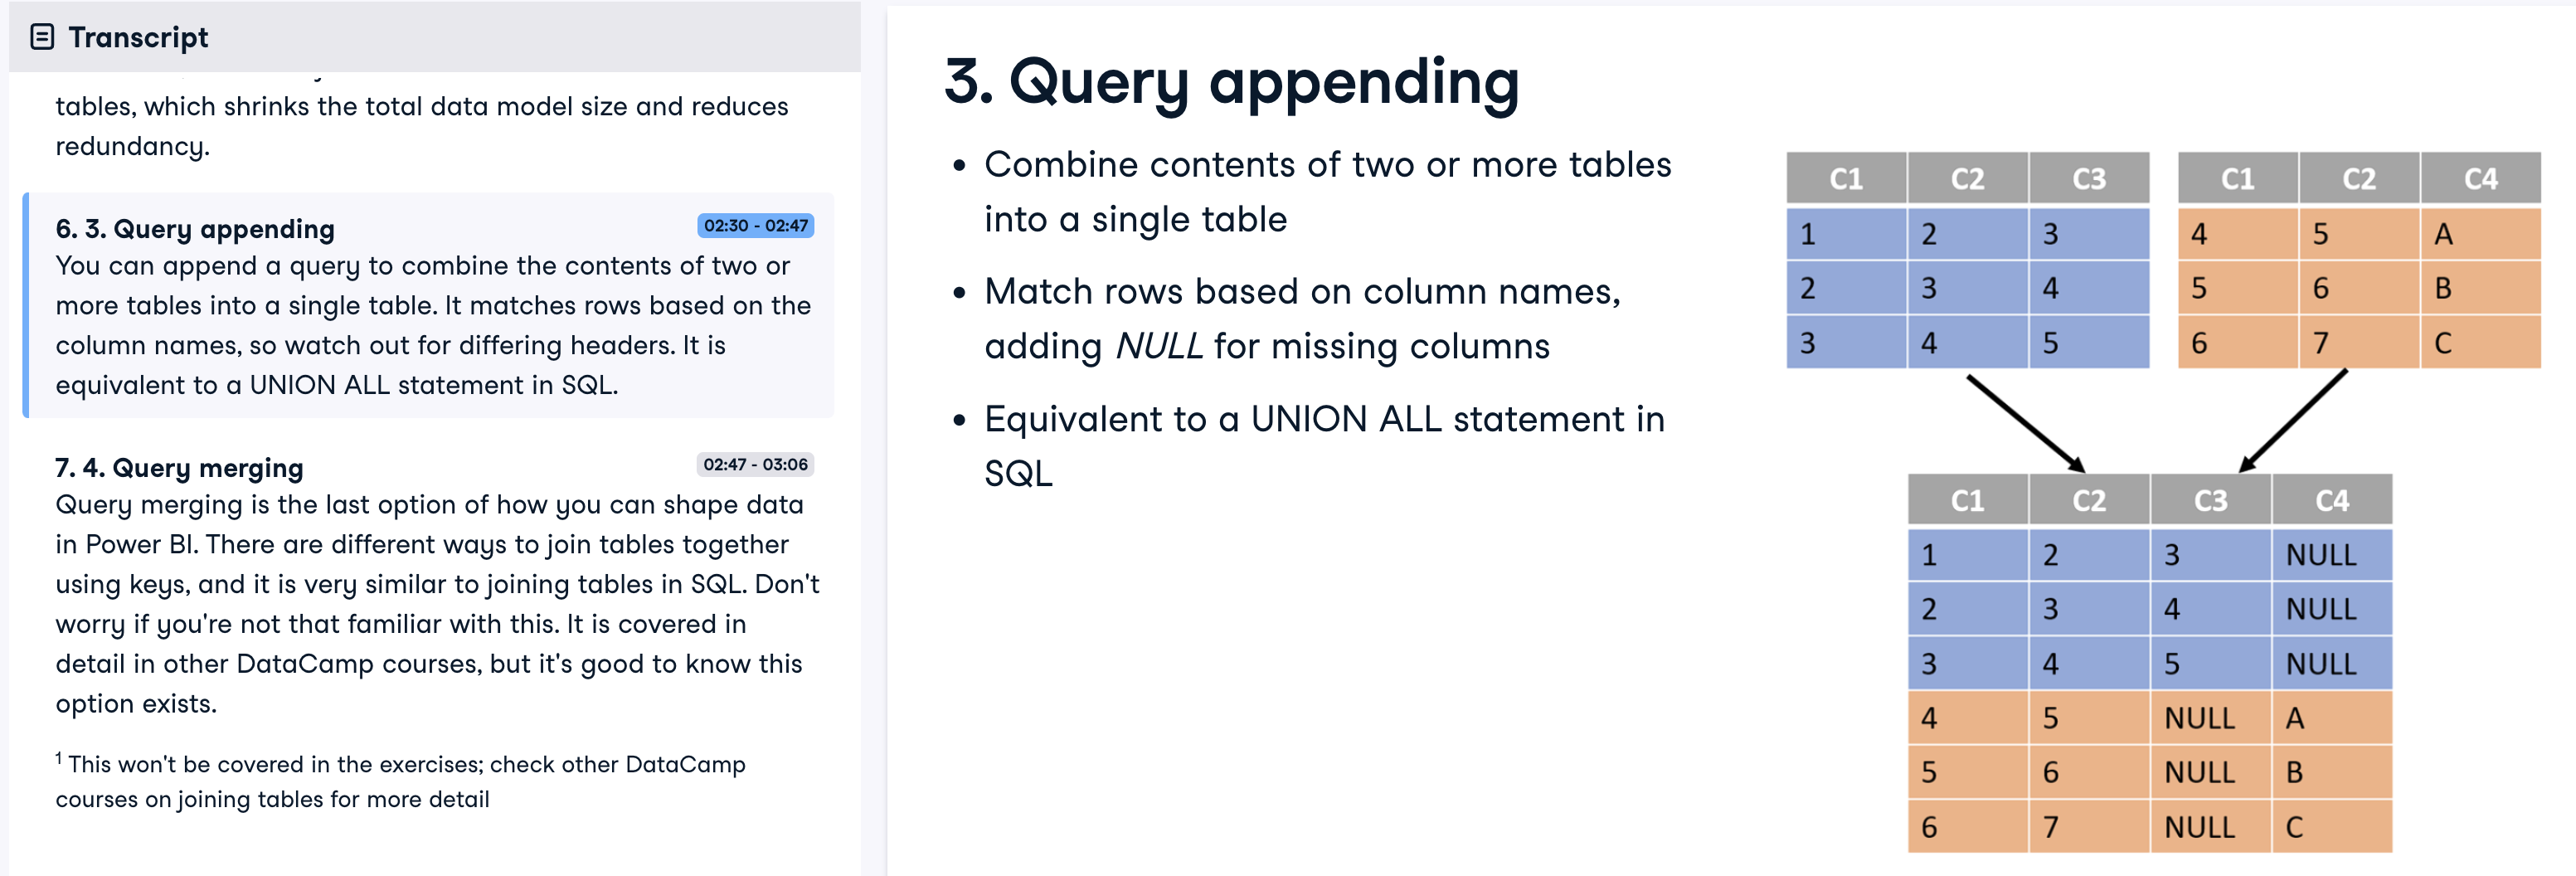 Transcript
tables, which shrinks the total data model size and reduces
redundancy.
6. 3. Query appending 02:30 - 02:47
You can append a query to combine the contents of two or
more tables into a single table. It matches rows based on the
column names, so watch out for differing headers. It is
equivalent to a UNION ALL statement in SQL.
7. 4. Query merging 02:47 - 03:06
Query merging is the last option of how you can shape data
in Power BI. There are different ways to join tables together
using keys, and it is very similar to joining tables in SQL. Don't
worry if you're not that familiar with this. It is covered in
detail in other DataCamp courses, but it's good to know this
option exists.
1 This won't be covered in the exercises; check other DataCamp
courses on joining tables for more detail
3. Query appending
• Combine contents of two or more tables
into a single table
• Match rows based on column names,
adding NULL for missing columns
• Equivalent to a UNION ALL statement in
SQL
C1 C2 C3
1 2 3
2 3 4
3 4 5
C1 C2 C4
4 5 A
5 6 B
6 7 C
C1 C2 C3 C4
1 2 3 NULL
2 3 4 NULL
3 4 5 NULL
4 5 NULL A
5 6 NULL B
6 7 NULL C